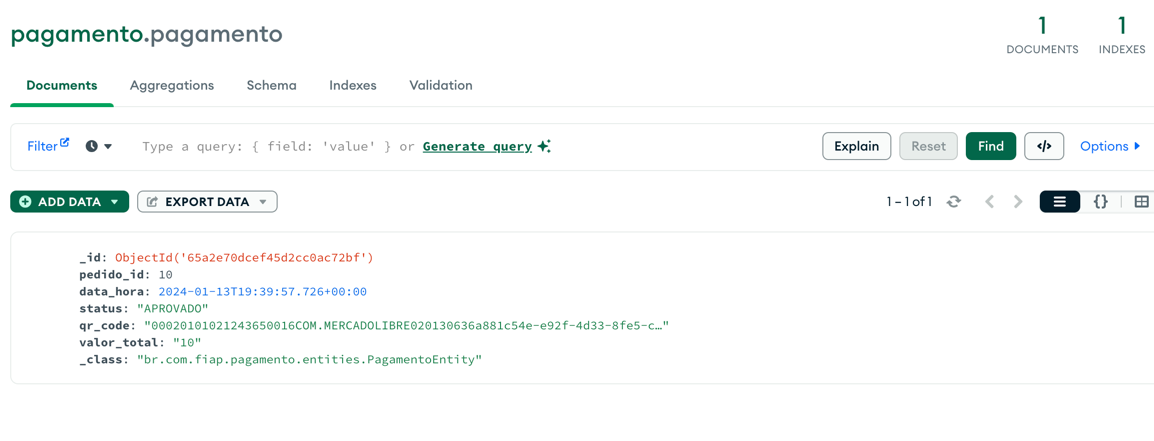 pagamento.pagamento
1 1
DOCUMENTS INDEXES
Documents Aggregations Schema Indexes Validation
Filter Type a query: { field: 'value' } or Generate query Explain Reset Find </> Options
ADD DATA EXPORT DATA 1 – 1 of 1 {}
_id: ObjectId('65a2e70dcef45d2cc0ac72bf')
pedido_id: 10
data_hora: 2024-01-13T19:39:57.726+00:00
status: "APROVADO"
qr_code: "00020101021243650016COM.MERCADOLIBRE020130636a881c54e-e92f-4d33-8fe5-c…"
valor_total: "10"
_class: "br.com.fiap.pagamento.entities.PagamentoEntity"